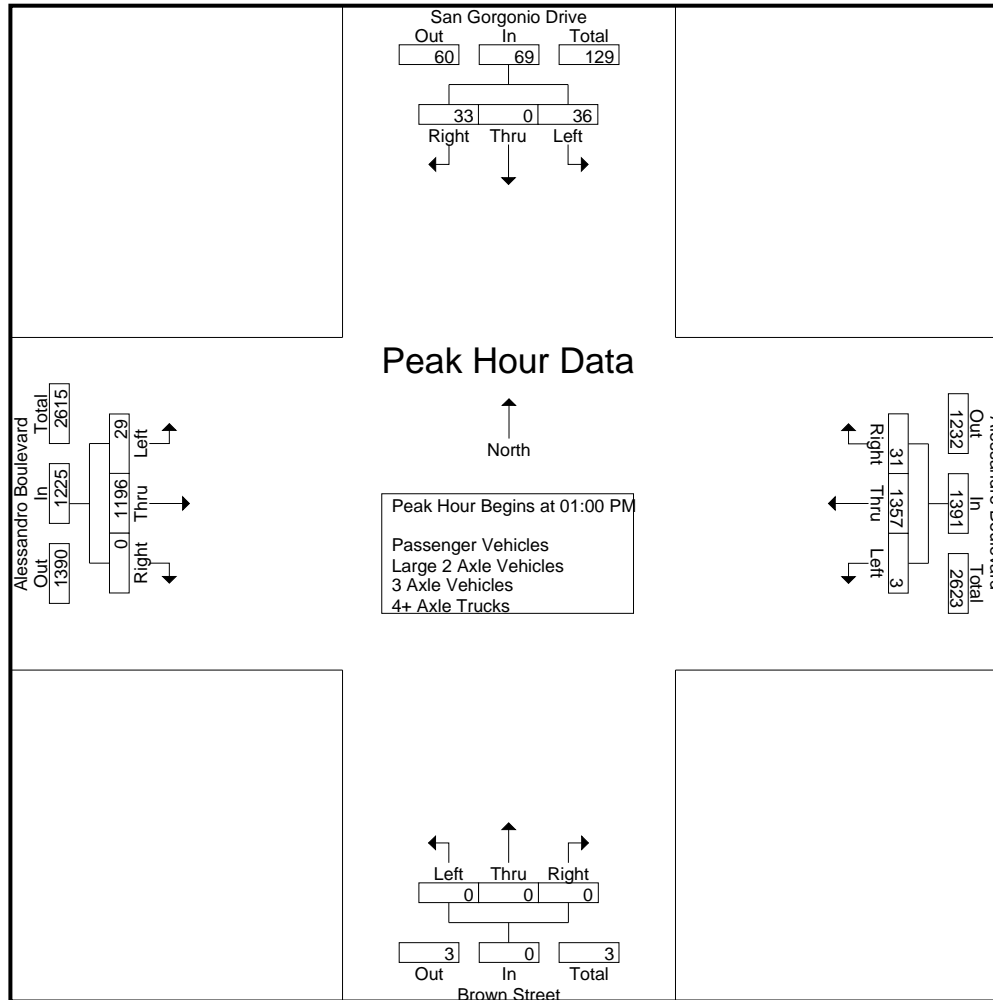 San Gorgonio Drive
Out In Total
60 69 129
33 0 36
Right Thru Left
Peak Hour Data
North
Peak Hour Begins at 01:00 PM
Passenger Vehicles
Large 2 Axle Vehicles
3 Axle Vehicles
4+ Axle Trucks
Alessandro Boulevard
Out In Total
1390 1225 2615
Left Thru Right
29 1196 0
Out In Total
1232 1391 2623
Right Thru Left
31 1357 3
Left Thru Right
0 0 0
3 0 3
Out In Total
Brown Street